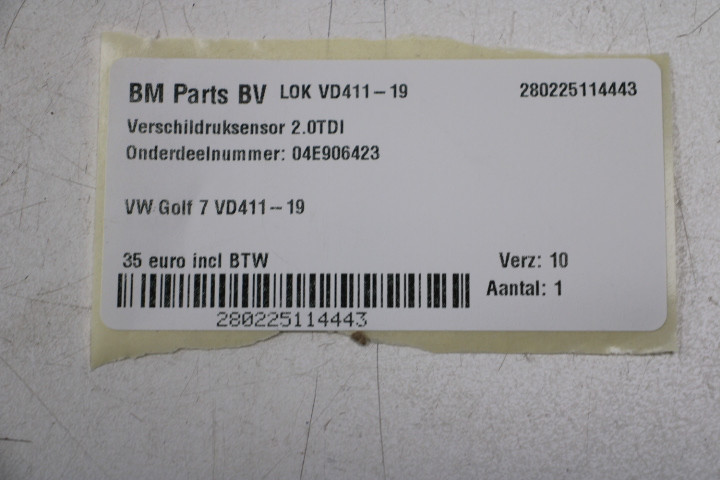 BM Parts BV LOK VD411-19 280225114443
Verschildruksensor 2.0TDI
Onderdeelnummer: 04E906423
VW Golf 7 VD411-19
35 euro incl BTW Verz: 10
Aantal: 1
280225114443